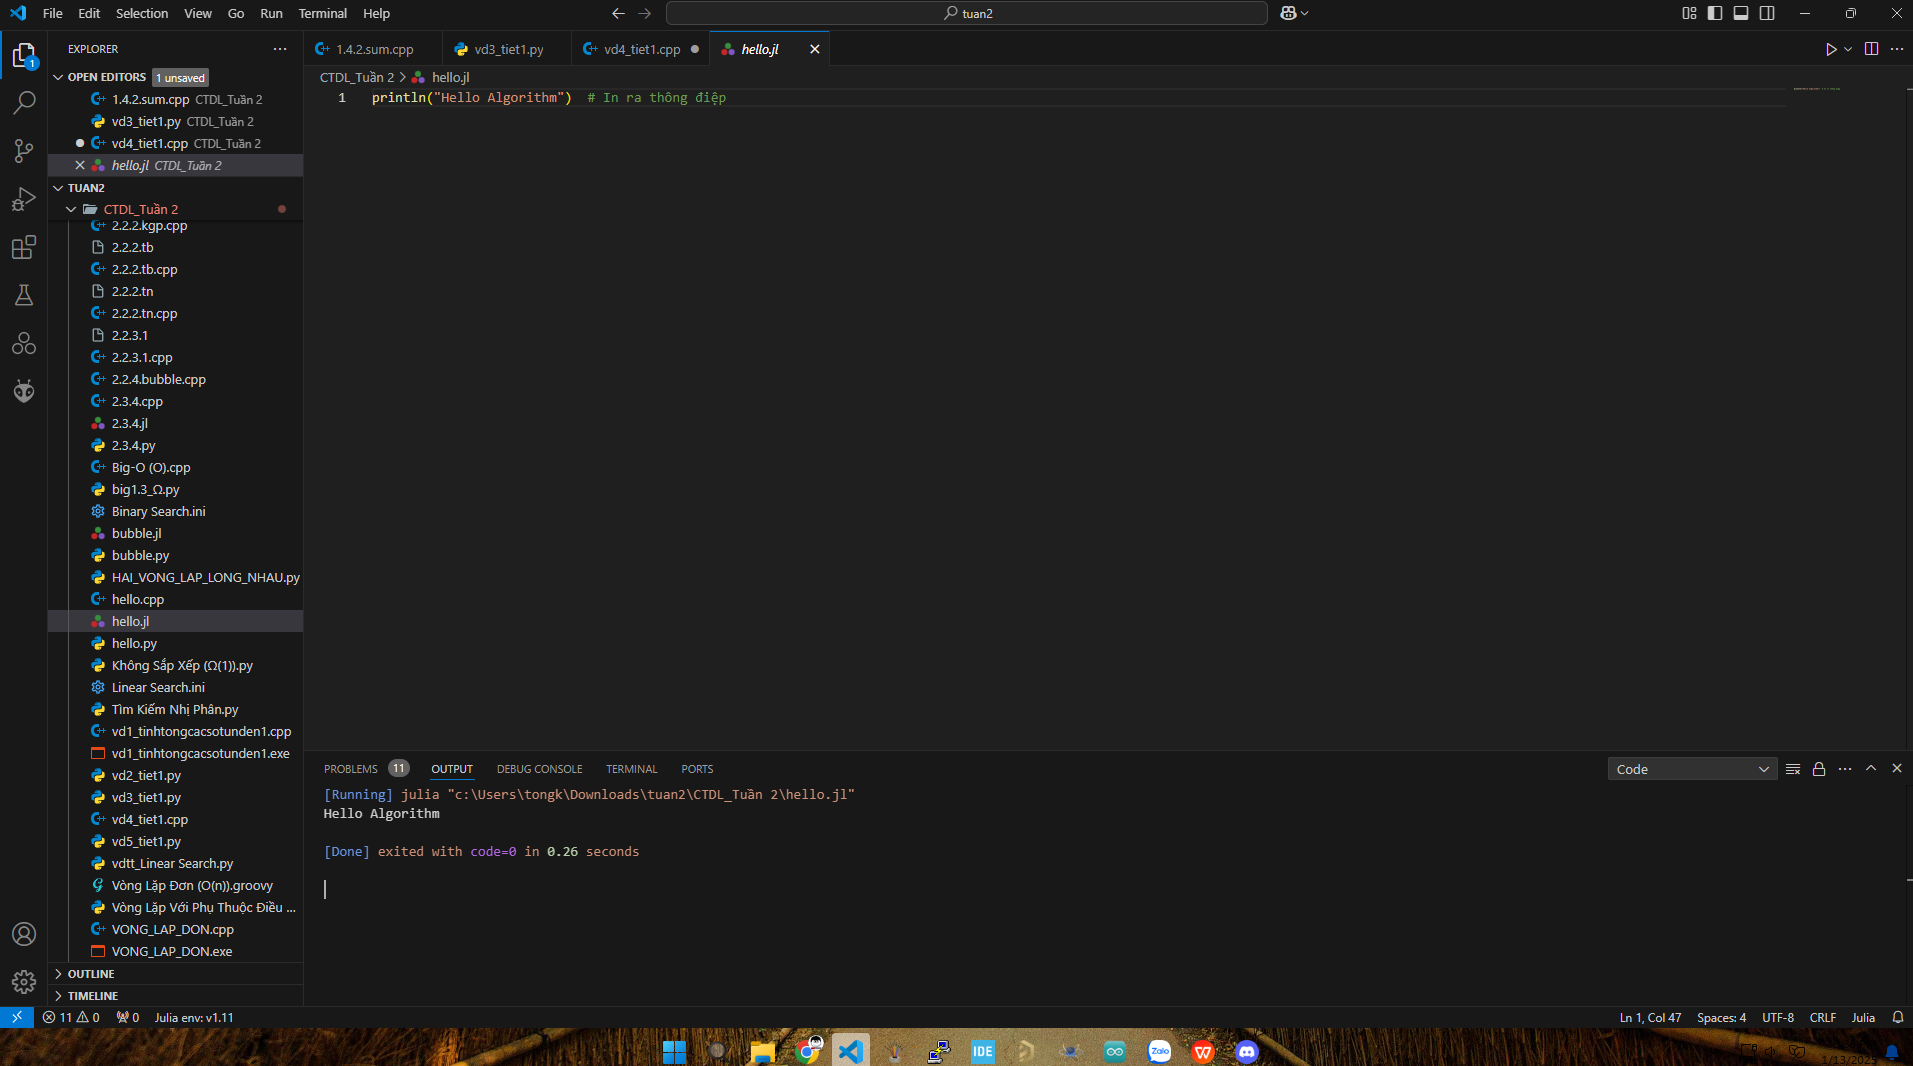 File Edit Selection View Go Run Terminal Help
tuan2
EXPLORER
1
OPEN EDITORS 1 unsaved
1.4.2.sum.cpp CTDL_Tuần 2
vd3_tiet1.py CTDL_Tuần 2
vd4_tiet1.cpp CTDL_Tuần 2
hello.jl CTDL_Tuần 2
TUAN2
CTDL_Tuần 2
2.2.2.kgp.cpp
2.2.2.tb
2.2.2.tb.cpp
2.2.2.tn
2.2.2.tn.cpp
2.2.3.1
2.2.3.1.cpp
2.2.4.bubble.cpp
2.3.4.cpp
2.3.4.jl
2.3.4.py
Big-O (O).cpp
big1.3_Ω.py
Binary Search.ini
bubble.jl
bubble.py
HAI_VONG_LAP_LONG_NHAU.py
hello.cpp
hello.jl
hello.py
Không Sắp Xếp (Ω(1)).py
Linear Search.ini
Tìm Kiếm Nhị Phân.py
vd1_tinhtongcacsotunden1.cpp
vd1_tinhtongcacsotunden1.exe
vd2_tiet1.py
vd3_tiet1.py
vd4_tiet1.cpp
vd5_tiet1.py
vdtt_Linear Search.py
Vòng Lặp Đơn (O(n)).groovy
Vòng Lặp Với Phụ Thuộc Điều ...
VONG_LAP_DON.cpp
VONG_LAP_DON.exe
OUTLINE
TIMELINE
1.4.2.sum.cpp vd3_tiet1.py vd4_tiet1.cpp hello.jl
CTDL_Tuần 2 > hello.jl
1 println("Hello Algorithm") # In ra thông điệp
PROBLEMS 11 OUTPUT DEBUG CONSOLE TERMINAL PORTS
Code
[Running] julia "c:\Users\tongk\Downloads\tuan2\CTDL_Tuần 2\hello.jl"
Hello Algorithm
[Done] exited with code=0 in 0.26 seconds
11 0 0 Julia env: v1.11
Ln 1, Col 47 Spaces: 4 UTF-8 CRLF Julia
IDE
Zalo